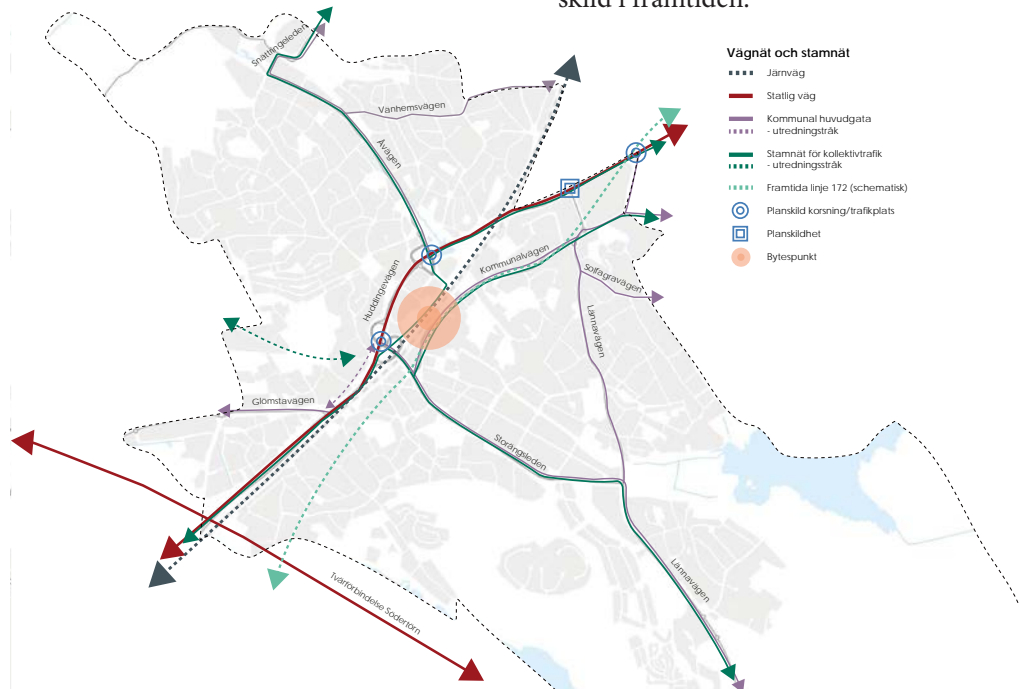 skild i framtiden.
Vägnät och stamnät
Järnväg
Statlig väg
Kommunal huvudgata
- utredningstråk
Stamnät för kollektivtrafik
- utredningsstråk
Framtida linje 172 (schematisk)
Planskild korsning/trafikplats
Planskildhet
Bytespunkt
Snättringeleden
Vanhemsvägen
Åvägen
Kommunalvägen
Solfagravägen
Huddingevägen
Lännavägen
Glömstavägen
Storängsleden
Lännavägen
Tvärförbindelse Södertörn